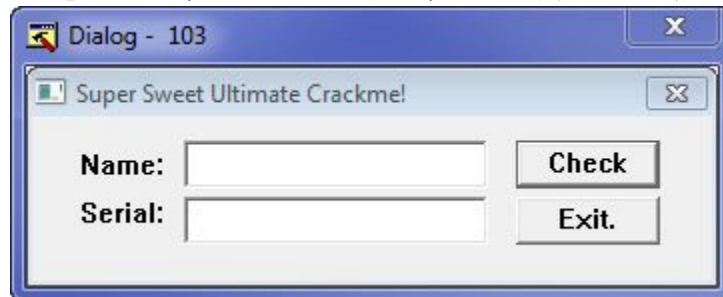 Dialog - 103
Super Sweet Ultimate Crackme!
Name:
Check
Serial:
Exit.